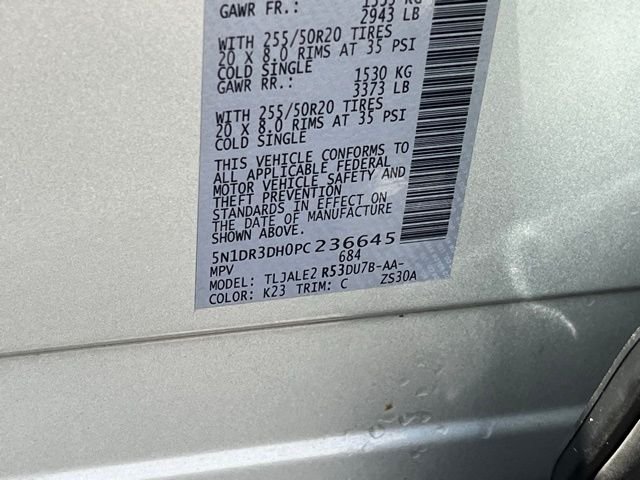 GAWR FR.: 1335 KG
2943 LB
WITH 255/50R20 TIRES
20 X 8.0 RIMS AT 35 PSI
COLD SINGLE
GAWR RR.: 1530 KG
3373 LB
WITH 255/50R20 TIRES
20 X 8.0 RIMS AT 35 PSI
COLD SINGLE
THIS VEHICLE CONFORMS TO
ALL APPLICABLE FEDERAL
MOTOR VEHICLE SAFETY AND
THEFT PREVENTION
STANDARDS IN EFFECT ON
THE DATE OF MANUFACTURE
SHOWN ABOVE.
5N1DR3DH0PC236645
MPV 684
MODEL: TLJALE2 R53DU7B-AA-
COLOR: K23 TRIM: C ZS30A